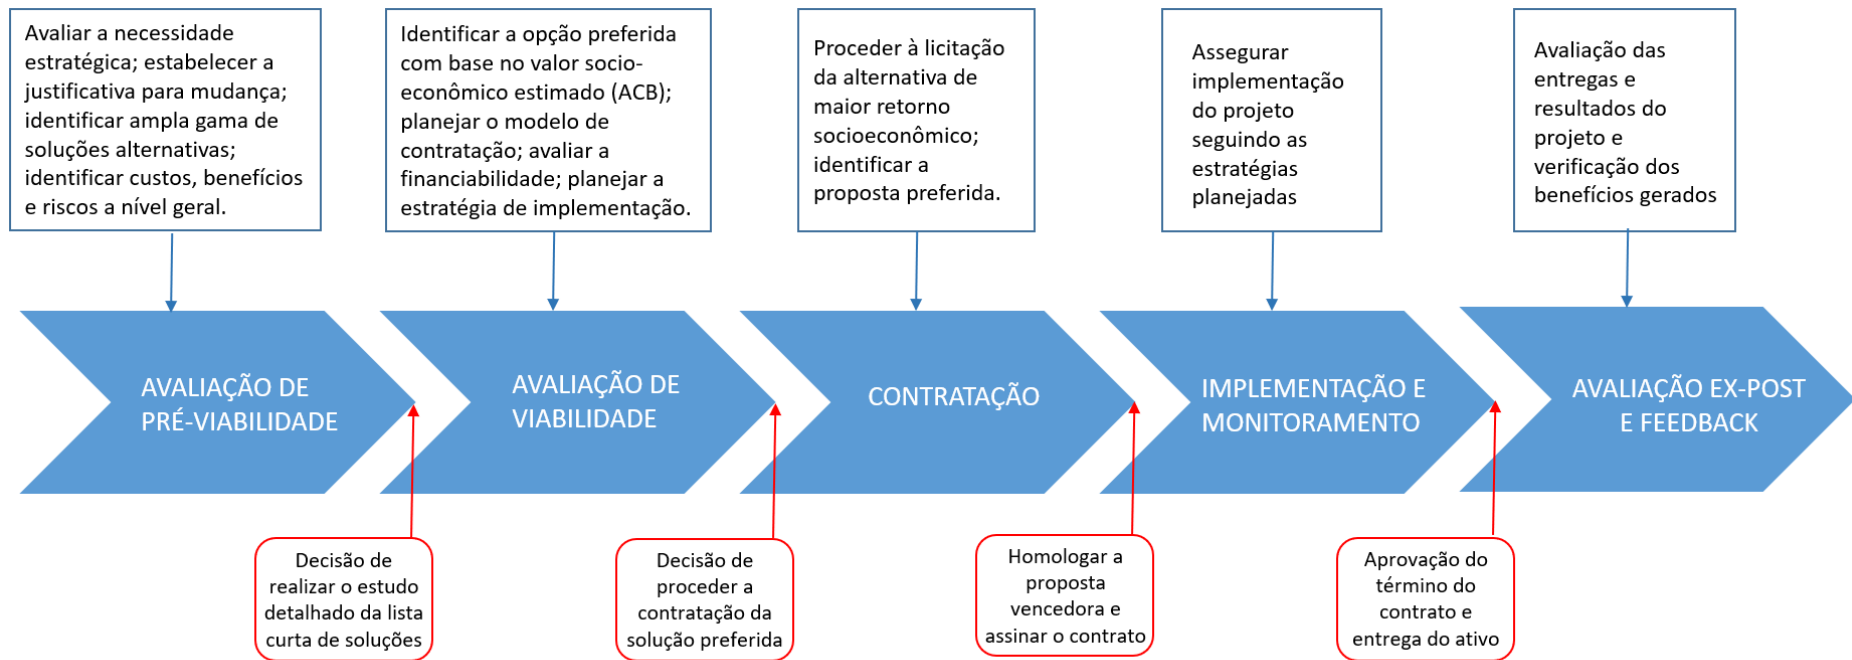 Avaliar a necessidade
estratégica; estabelecer a
justificativa para mudança;
identificar ampla gama de
soluções alternativas;
identificar custos, benefícios
e riscos a nível geral.
Identificar a opção preferida
com base no valor socio-
econômico estimado (ACB);
planejar o modelo de
contratação; avaliar a
financiabilidade; planejar a
estratégia de implementação.
Proceder à licitação
da alternativa de
maior retorno
socioeconômico;
identificar a
proposta preferida.
Assegurar
implementação
do projeto
seguindo as
estratégias
planejadas
Avaliação das
entregas e
resultados do
projeto e
verificação dos
benefícios gerados
AVALIAÇÃO DE
PRÉ-VIABILIDADE
AVALIAÇÃO DE
VIABILIDADE
CONTRATAÇÃO
IMPLEMENTAÇÃO E
MONITORAMENTO
AVALIAÇÃO EX-POST
E FEEDBACK
Decisão de
realizar o estudo
detalhado da lista
curta de soluções
Decisão de
proceder a
contratação da
solução preferida
Homologar a
proposta
vencedora e
assinar o contrato
Aprovação do
término do
contrato e
entrega do ativo